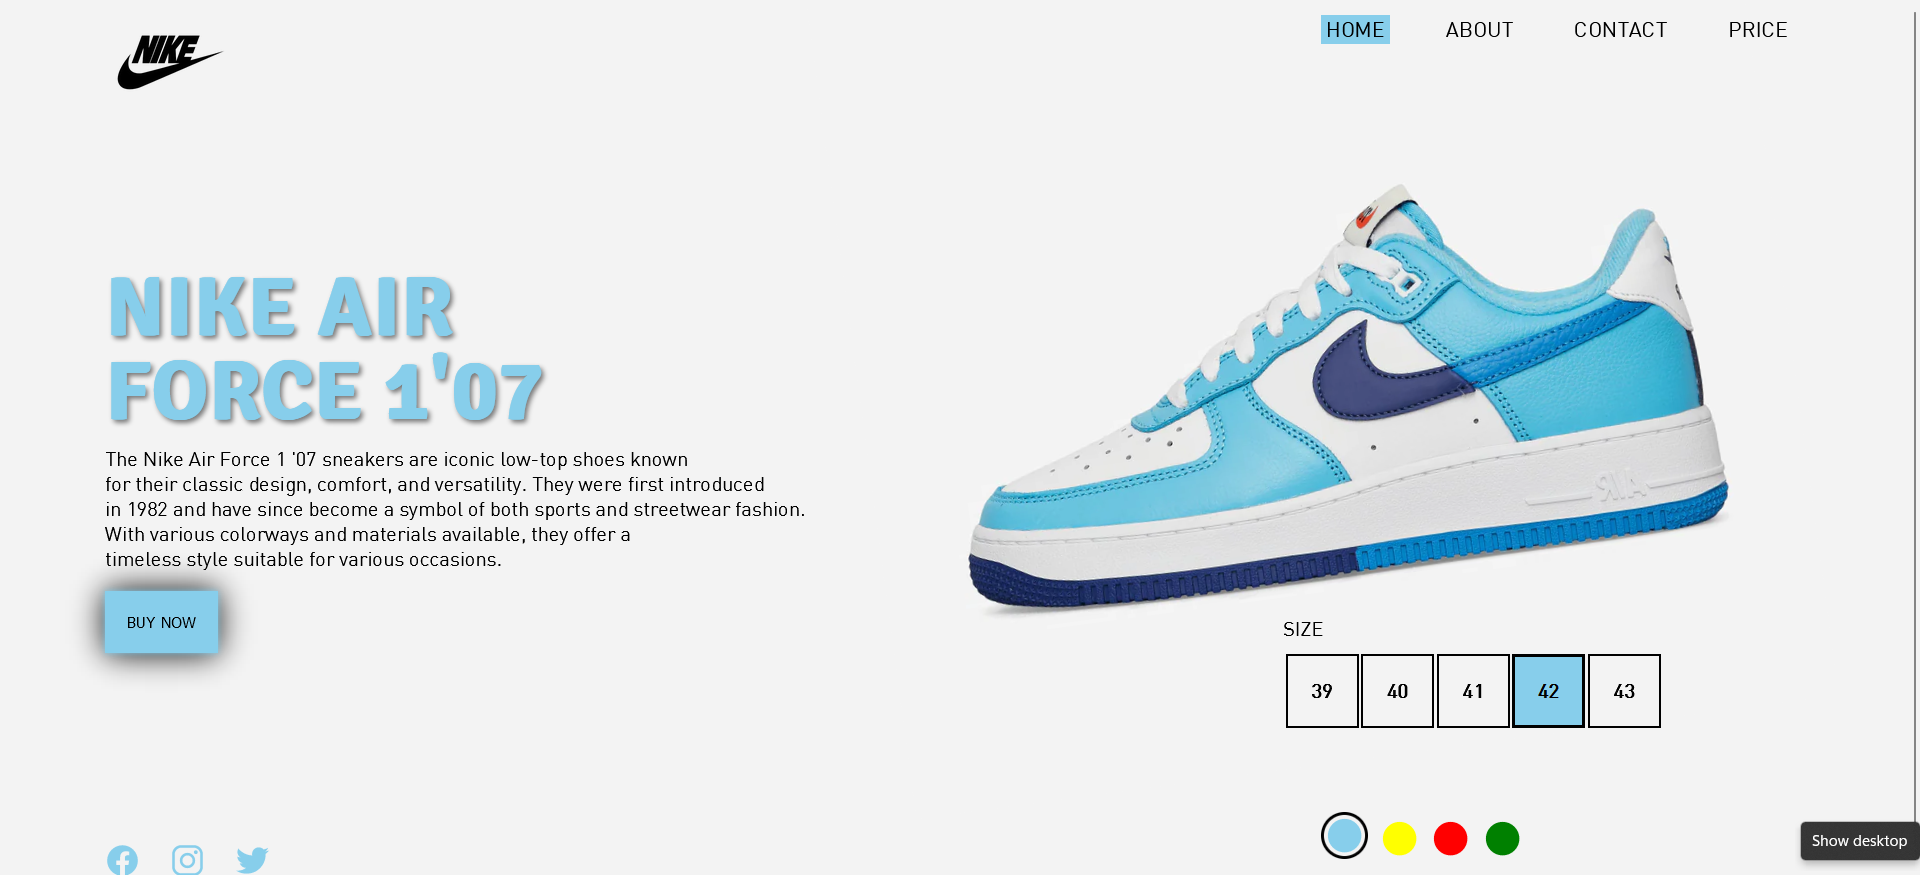 NIKE
HOME
ABOUT
CONTACT
PRICE
NIKE AIR
FORCE 1'07
The Nike Air Force 1 '07 sneakers are iconic low-top shoes known
for their classic design, comfort, and versatility. They were first introduced
in 1982 and have since become a symbol of both sports and streetwear fashion.
With various colorways and materials available, they offer a
timeless style suitable for various occasions.
BUY NOW
AIR
SIZE
39
40
41
42
43
Show desktop